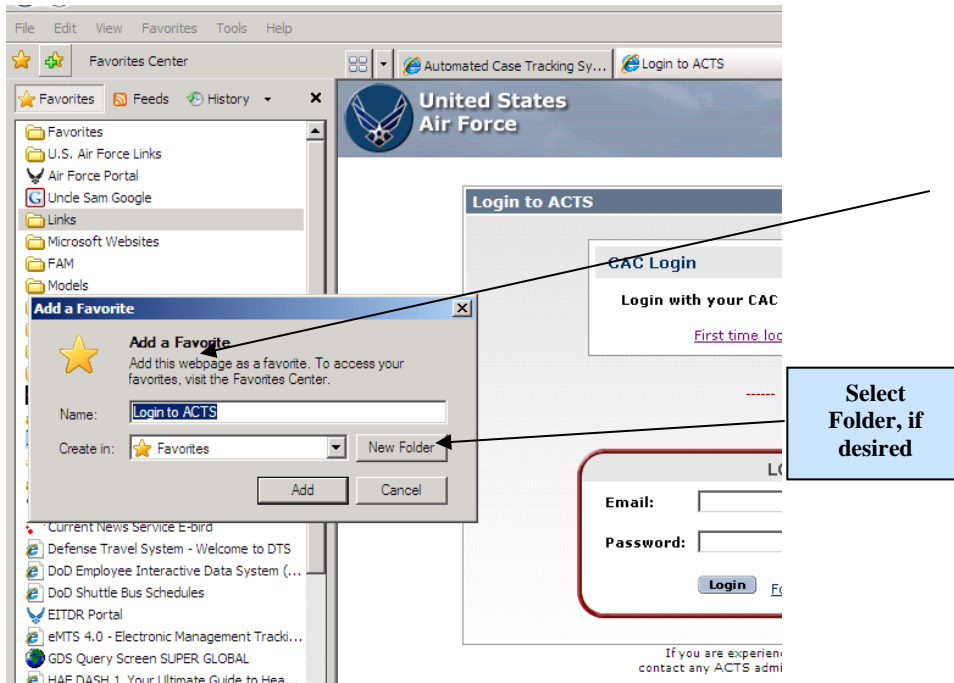 File Edit View Favorites Tools Help
Favorites Center
Automated Case Tracking Sy...
Login to ACTS
Favorites Feeds History
United States
Air Force
Favorites
U.S. Air Force Links
Air Force Portal
Uncle Sam Google
Links
Microsoft Websites
FAM
Models
Login to ACTS
CAC Login
Login with your CAC
First time
Add a Favorite
Add a Favorite
Add this webpage as a favorite. To access your
favorites, visit the Favorites Center.
Name: Login to ACTS
Create in: Favorites New Folder
Add Cancel
Select
Folder, if
desired
Email:
Password:
Login
Current News Service E-bird
Defense Travel System - Welcome to DTS
DoD Employee Interactive Data System (...
DoD Shuttle Bus Schedules
EITDR Portal
eMTS 4.0 - Electronic Management Tracki...
GDS Query Screen SUPER GLOBAL
HAF DASH 1 Your Ultimate Guide to Hea...
If you are
contact any ACTS